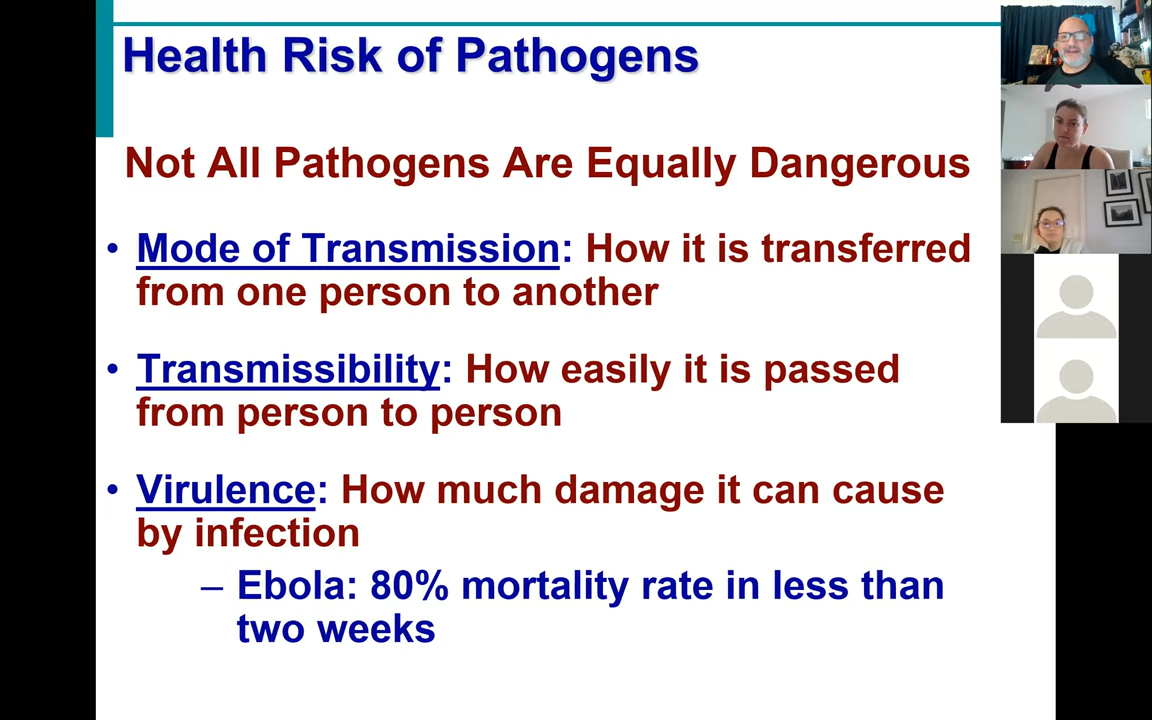 Health Risk of Pathogens
Not All Pathogens Are Equally Dangerous
• Mode of Transmission: How it is transferred
from one person to another
• Transmissibility: How easily it is passed
from person to person
• Virulence: How much damage it can cause
by infection
– Ebola: 80% mortality rate in less than
two weeks